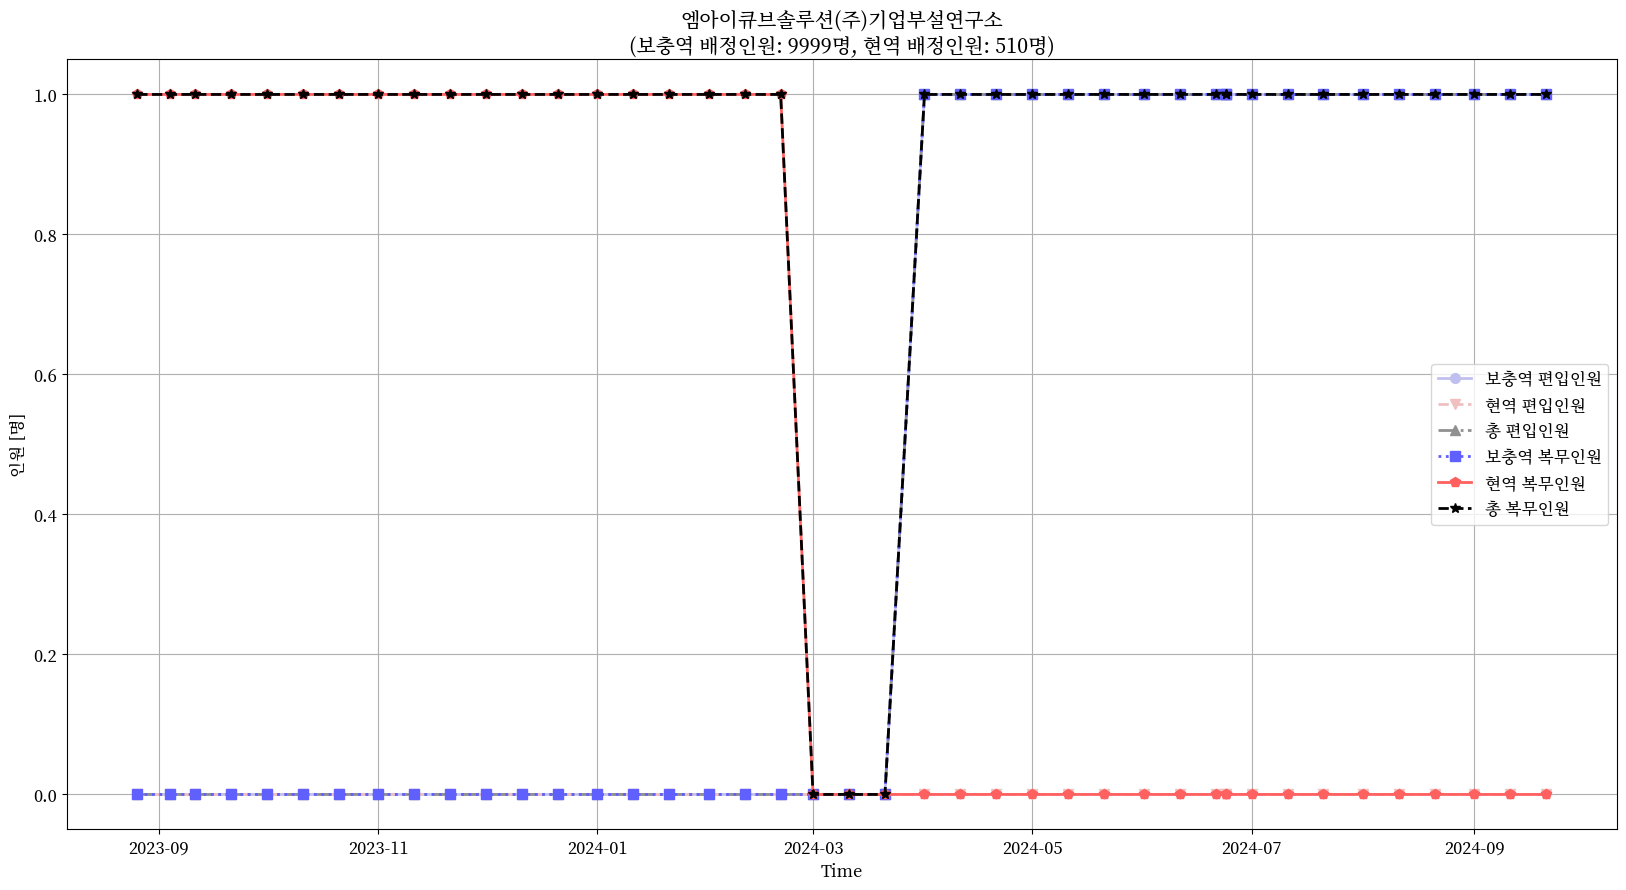 엠아이큐브솔루션(주)기업부설연구소
(보충역 배정인원: 9999명, 현역 배정인원: 510명)
1.0
0.8
0.6
0.4
0.2
0.0
인원 [명]
보충역 편입인원
현역 편입인원
총 편입인원
보충역 복무인원
현역 복무인원
총 복무인원
2023-09
2023-11
2024-01
2024-03
2024-05
2024-07
2024-09
Time